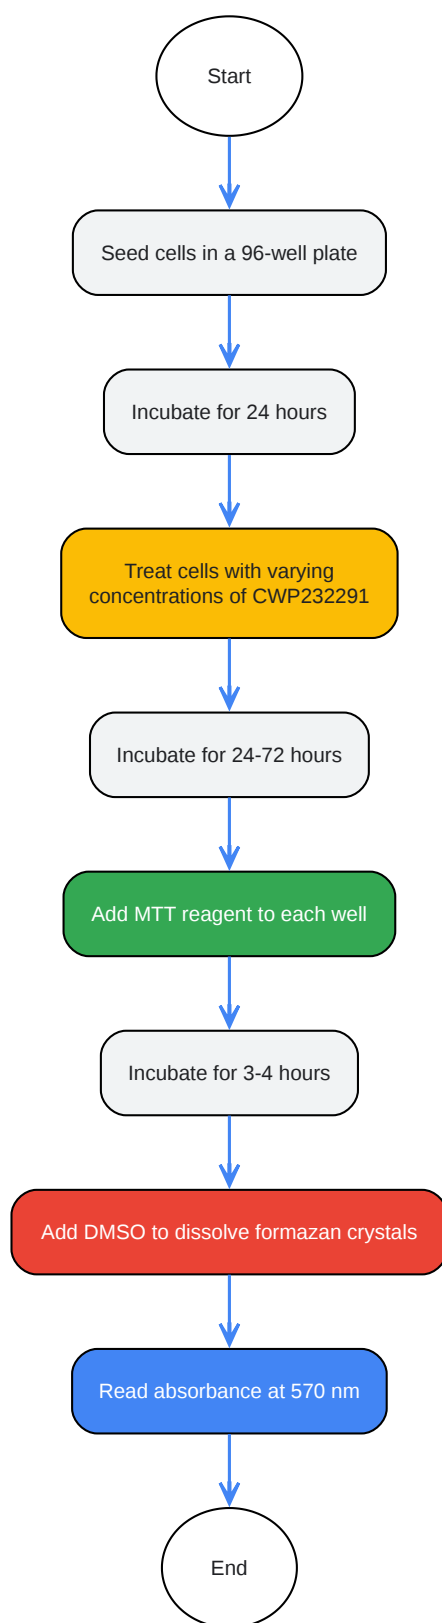 Start
Seed cells in a 96-well plate
Incubate for 24 hours
Treat cells with varying
concentrations of CWP232291
Incubate for 24-72 hours
Add MTT reagent to each well
Incubate for 3-4 hours
Add DMSO to dissolve formazan crystals
Read absorbance at 570 nm
End